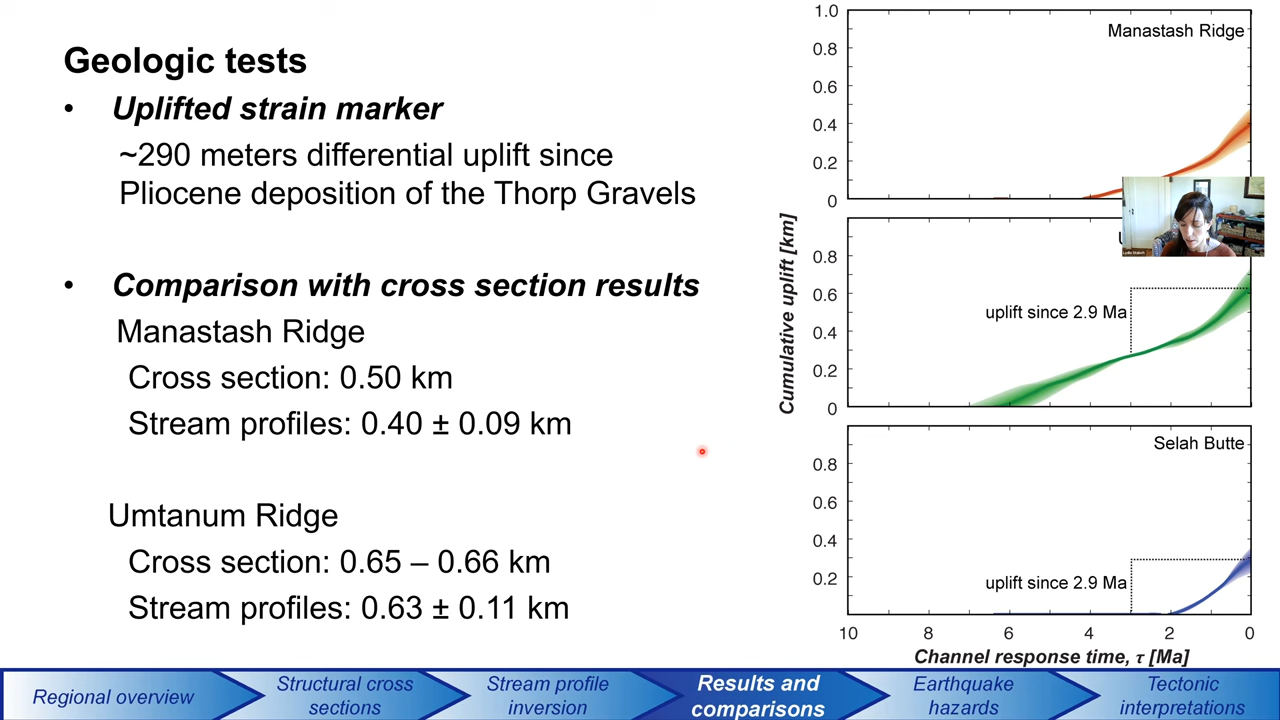 Geologic tests
• Uplifted strain marker
~290 meters differential uplift since
Pliocene deposition of the Thorp Gravels
• Comparison with cross section results
Manastash Ridge
Cross section: 0.50 km
Stream profiles: 0.40 ± 0.09 km
Umtanum Ridge
Cross section: 0.65 – 0.66 km
Stream profiles: 0.63 ± 0.11 km
Cumulative uplift [km]
1.0
0.8
0.6
0.4
0.2
0
Manastash Ridge
0.8
0.6
0.4
0.2
0
uplift since 2.9 Ma
0.8
0.6
0.4
0.2
Selah Butte
uplift since 2.9 Ma
10 8 6 4 2 0
Channel response time, τ [Ma]
Regional overview
Structural cross
sections
Stream profile
inversion
Results and
comparisons
Earthquake
hazards
Tectonic
interpretations